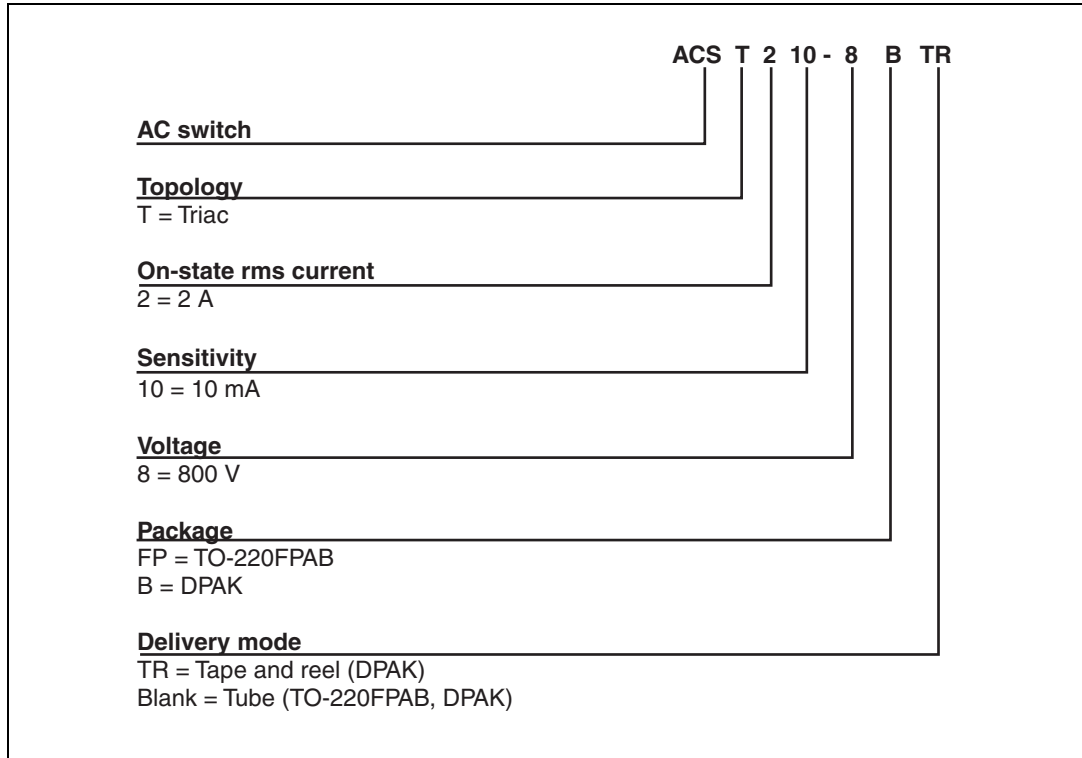 ACS T 2 10 - 8 B TR
AC switch
Topology
T = Triac
On-state rms current
2 = 2 A
Sensitivity
10 = 10 mA
Voltage
8 = 800 V
Package
FP = TO-220FPAB
B = DPAK
Delivery mode
TR = Tape and reel (DPAK)
Blank = Tube (TO-220FPAB, DPAK)